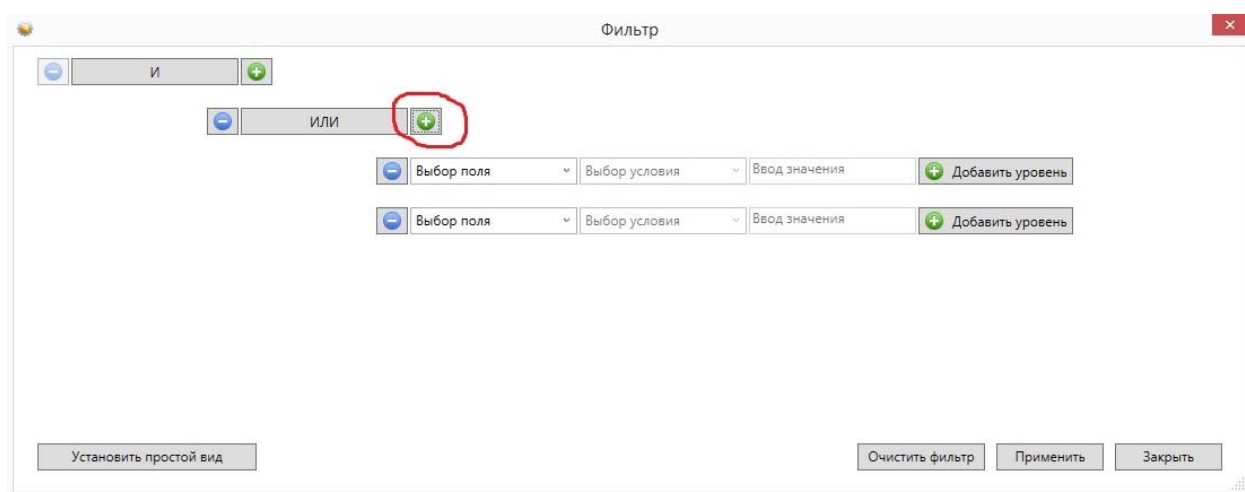 Фильтр
И
ИЛИ
Выбор поля Выбор условия Ввод значения Добавить уровень
Выбор поля Выбор условия Ввод значения Добавить уровень
Установить простой вид Очистить фильтр Применить Закрыть